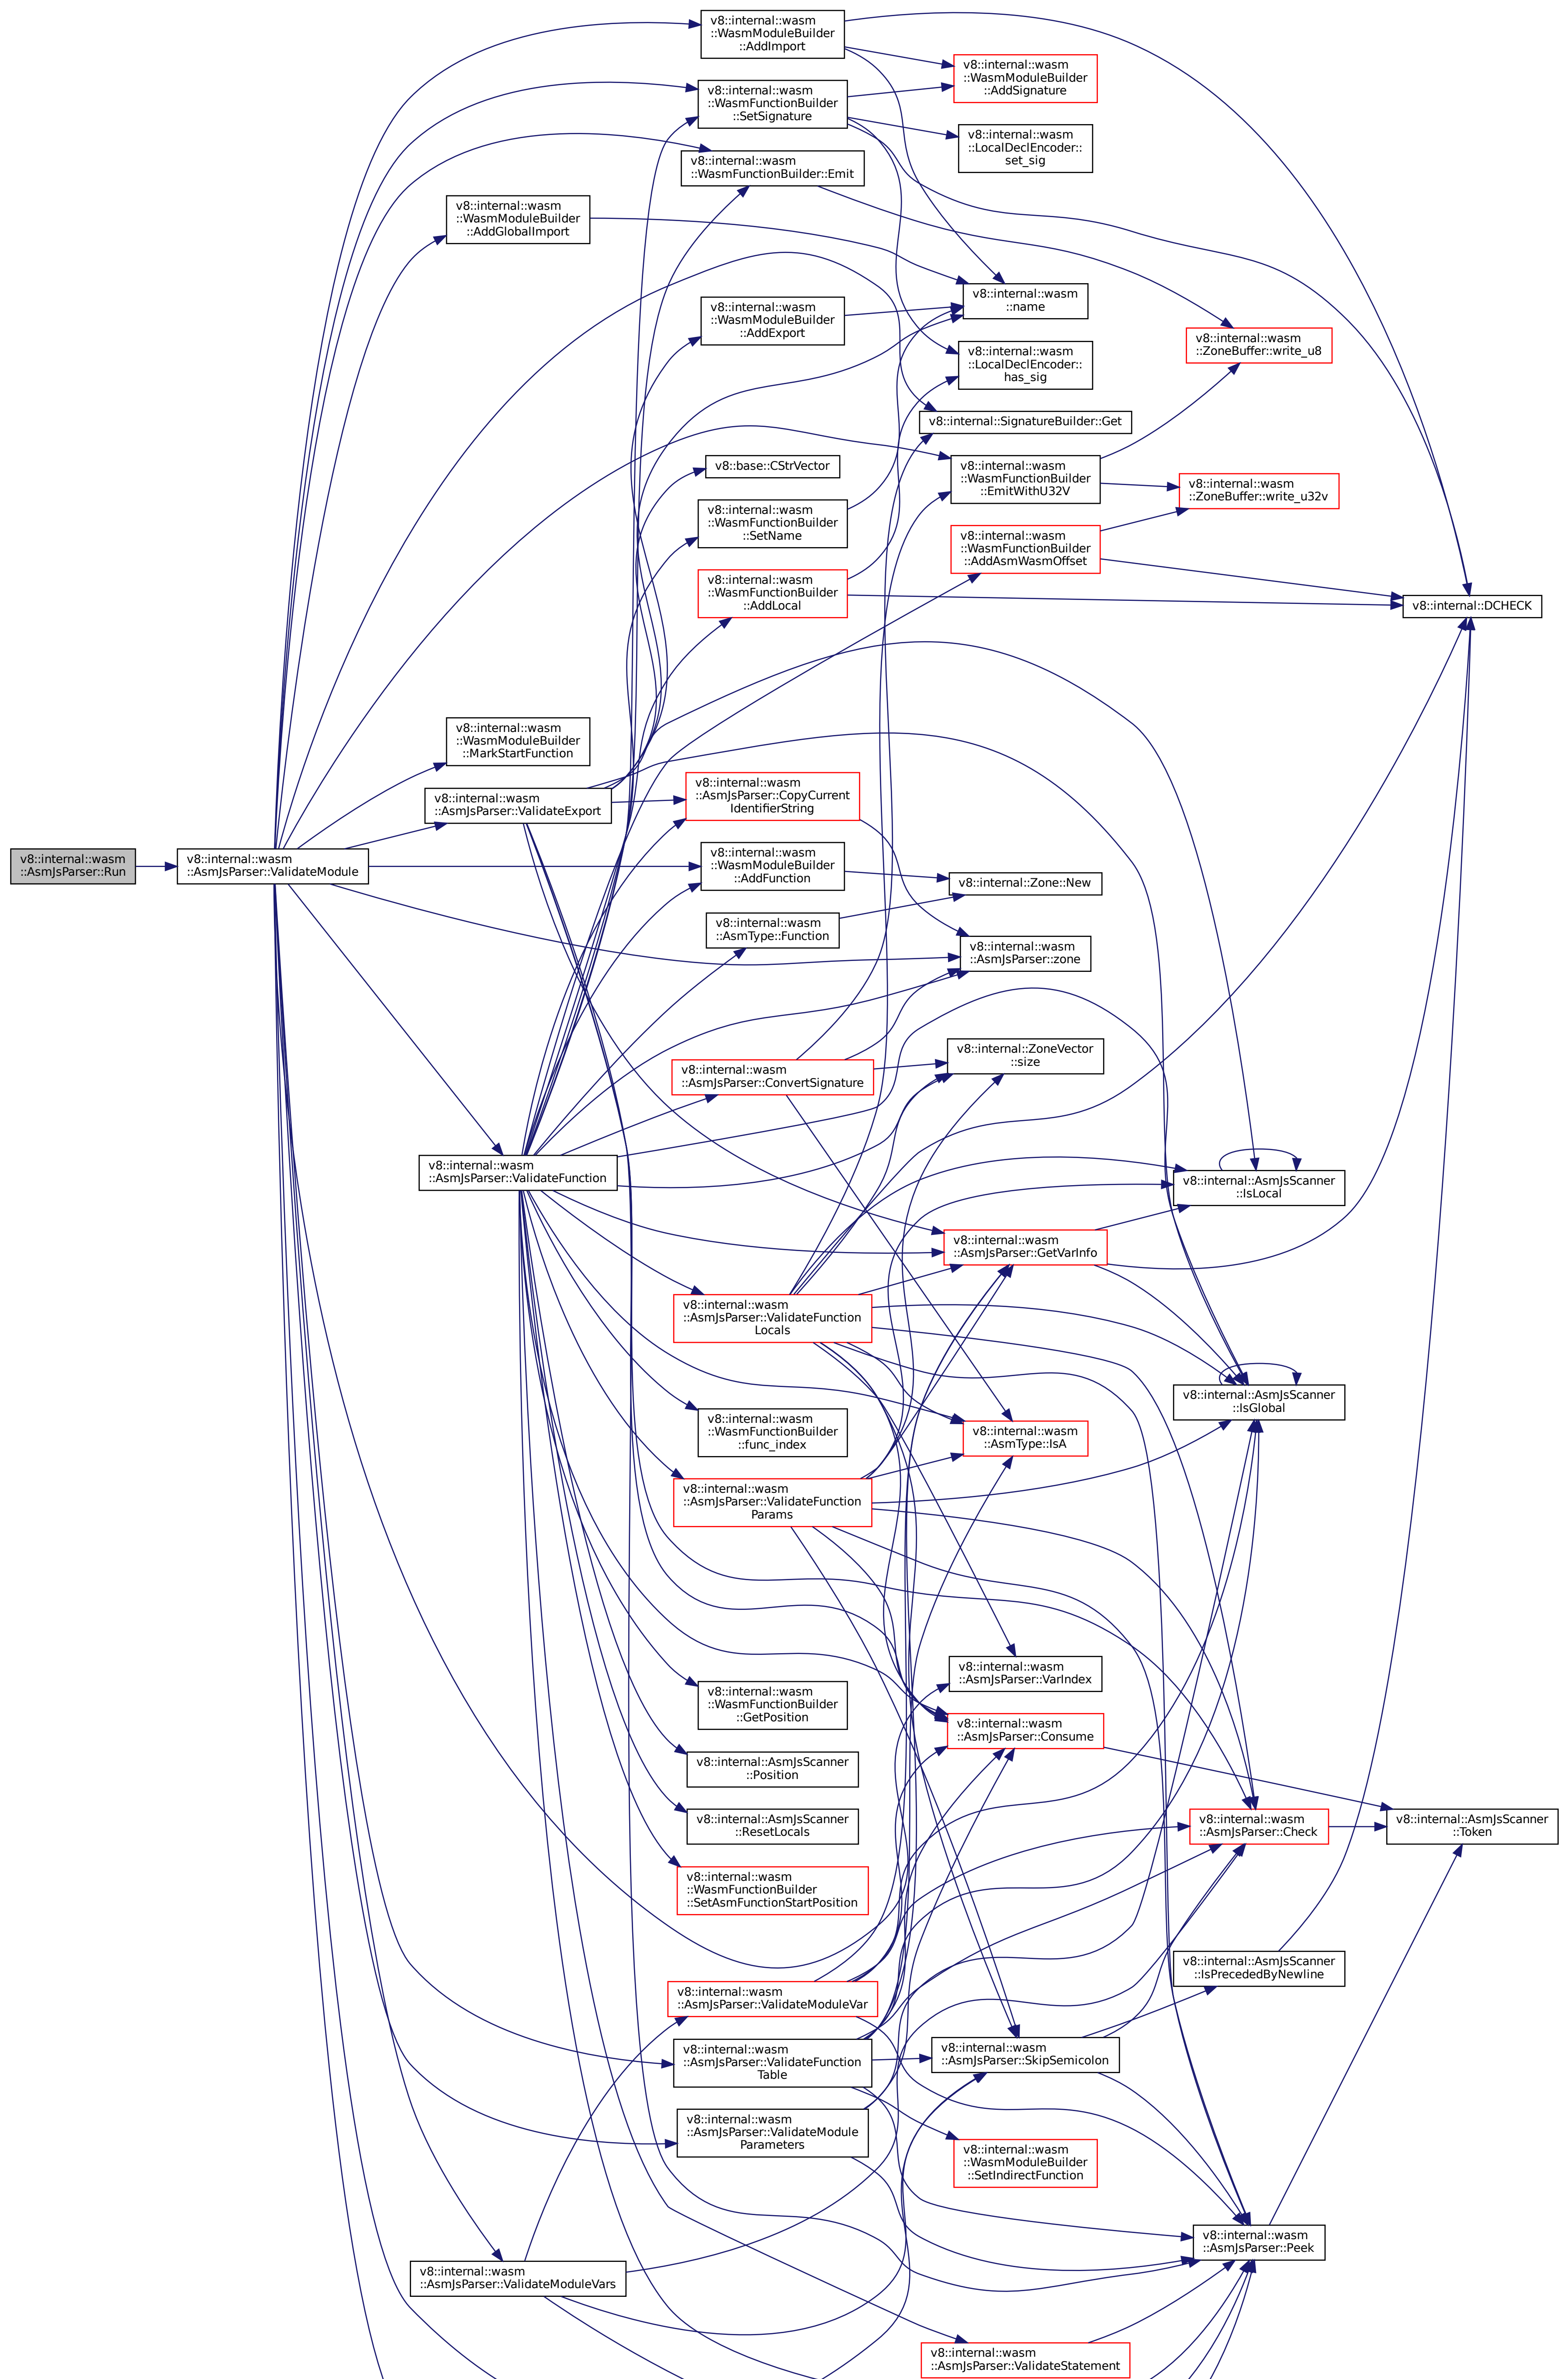 v8::internal::wasm
::WasmModuleBuilder
::AddImport
v8::internal::wasm
::WasmModuleBuilder
::AddSignature
v8::internal::wasm
::WasmFunctionBuilder
::SetSignature
v8::internal::wasm
::LocalDeclEncoder::
set_sig
v8::internal::wasm
::WasmFunctionBuilder::Emit
v8::internal::wasm
::WasmModuleBuilder
::AddGlobalImport
v8::internal::wasm
::name
v8::internal::wasm
::WasmModuleBuilder
::AddExport
v8::internal::wasm
::ZoneBuffer::write_u8
v8::internal::wasm
::LocalDeclEncoder::
has_sig
v8::internal::SignatureBuilder::Get
v8::base::CStrVector
v8::internal::wasm
::WasmFunctionBuilder
::EmitWithU32V
v8::internal::wasm
::ZoneBuffer::write_u32v
v8::internal::wasm
::WasmFunctionBuilder
::SetName
v8::internal::wasm
::WasmFunctionBuilder
::AddAsmWasmOffset
v8::internal::wasm
::WasmFunctionBuilder
::AddLocal
v8::internal::DCHECK
v8::internal::wasm
::WasmModuleBuilder
::MarkStartFunction
v8::internal::wasm
::AsmJsParser::ValidateExport
v8::internal::wasm
::AsmJsParser::CopyCurrent
IdentifierString
v8::internal::wasm
::AsmJsParser::Run
v8::internal::wasm
::AsmJsParser::ValidateModule
v8::internal::wasm
::WasmModuleBuilder
::AddFunction
v8::internal::Zone::New
v8::internal::wasm
::AsmType::Function
v8::internal::wasm
::AsmJsParser::zone
v8::internal::wasm
::AsmJsParser::ConvertSignature
v8::internal::ZoneVector
::size
v8::internal::wasm
::AsmJsParser::ValidateFunction
v8::internal::AsmJsScanner
::IsLocal
v8::internal::wasm
::AsmJsParser::GetVarInfo
v8::internal::wasm
::AsmJsParser::ValidateFunction
Locals
v8::internal::AsmJsScanner
::IsGlobal
v8::internal::wasm
::WasmFunctionBuilder
::func_index
v8::internal::wasm
::AsmType::IsA
v8::internal::wasm
::AsmJsParser::ValidateFunction
Params
v8::internal::wasm
::AsmJsParser::VarIndex
v8::internal::wasm
::WasmFunctionBuilder
::GetPosition
v8::internal::wasm
::AsmJsParser::Consume
v8::internal::AsmJsScanner
::Position
v8::internal::AsmJsScanner
::ResetLocals
v8::internal::wasm
::AsmJsParser::Check
v8::internal::AsmJsScanner
::Token
v8::internal::wasm
::WasmFunctionBuilder
::SetAsmFunctionStartPosition
v8::internal::AsmJsScanner
::IsPrecededByNewline
v8::internal::wasm
::AsmJsParser::ValidateModuleVar
v8::internal::wasm
::AsmJsParser::ValidateFunction
Table
v8::internal::wasm
::AsmJsParser::SkipSemicolon
v8::internal::wasm
::AsmJsParser::ValidateModule
Parameters
v8::internal::wasm
::WasmModuleBuilder
::SetIndirectFunction
v8::internal::wasm
::AsmJsParser::Peek
v8::internal::wasm
::AsmJsParser::ValidateModuleVars
v8::internal::wasm
::AsmJsParser::ValidateStatement